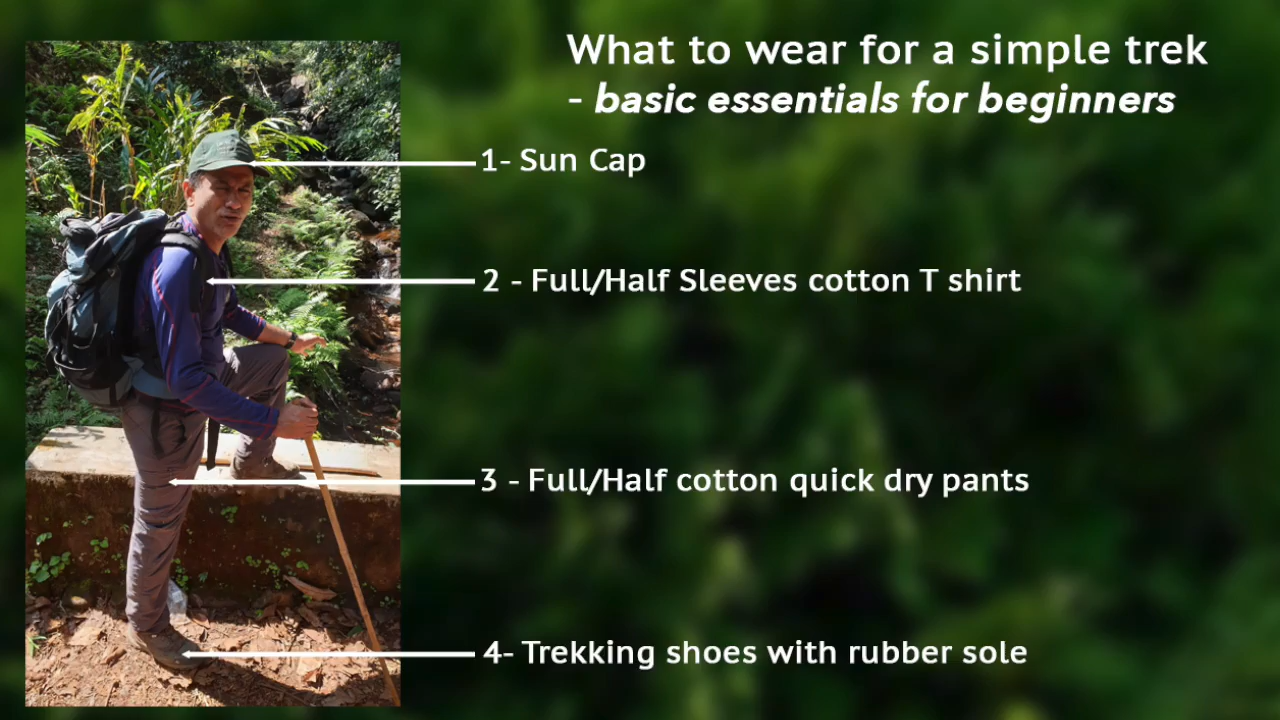 What to wear for a simple trek
- basic essentials for beginners
1- Sun Cap
2 - Full/Half Sleeves cotton T shirt
3 - Full/Half cotton quick dry pants
4- Trekking shoes with rubber sole